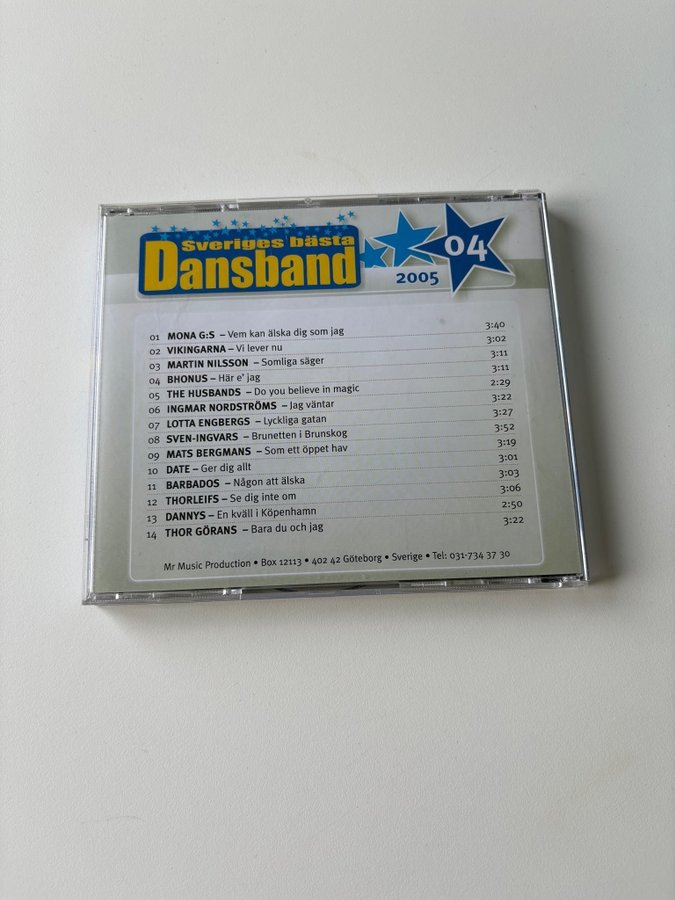 Sveriges bästa
Dansband
2005
04
01 MONA G:S – Vem kan älska dig som jag 3:40
02 VIKINGARNA – Vi lever nu 3:02
03 MARTIN NILSSON – Somliga säger 3:11
04 BHONUS – Här e' jag 3:11
05 THE HUSBANDS – Do you believe in magic 2:29
06 INGMAR NORDSTRÖMS – Jag väntar 3:22
07 LOTTA ENGBERGS – Lyckliga gatan 3:27
08 SVEN-INGVARS – Brunetten i Brunskog 3:52
09 MATS BERGMANS – Som ett öppet hav 3:19
10 DATE – Ger dig allt 3:01
11 BARBADOS – Någon att älska 3:03
12 THORLEIFS – Se dig inte om 3:06
13 DANNYS – En kväll i Köpenhamn 2:50
14 THOR GÖRANS – Bara du och jag 3:22
Mr Music Production • Box 12113 • 402 42 Göteborg • Sverige • Tel: 031-734 37 30